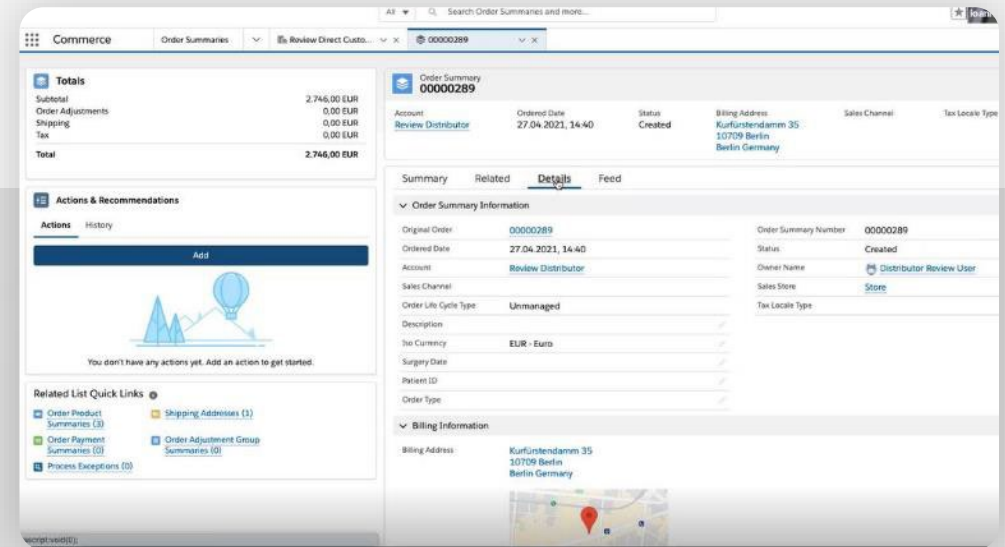 All
Search Order Summaries and more...
Commerce
Order Summaries
Review Direct Custo...
00000289
Totals
Subtotal 2.746,00 EUR
Order Adjustments 0,00 EUR
Shipping 0,00 EUR
Tax 0,00 EUR
Total 2.746,00 EUR
Actions & Recommendations
Actions History
Add
You don't have any actions yet. Add an action to get started.
Related List Quick Links
Order Product Shipping Addresses (1)
Summaries (3)
Order Payment Order Adjustment Group
Summaries (0) Summaries (0)
Process Exceptions (0)
Order Summary
00000289
Account Ordered Date Status Billing Address Sales Channel Tax Locale Type
Review Distributor 27.04.2021, 14:40 Created Kurfürstendamm 35
10709 Berlin
Berlin Germany
Summary Related Details Feed
Order Summary Information
Original Order 00000289 Order Summary Number 00000289
Ordered Date 27.04.2021, 14:40 Status Created
Account Review Distributor Owner Name Distributor Review User
Sales Channel Sales Store Store
Order Life Cycle Type Unmanaged Tax Locale Type
Description
Iso Currency EUR - Euro
Surgery Date
Patient ID
Order Type
Billing Information
Billing Address Kurfürstendamm 35
10709 Berlin
Berlin Germany